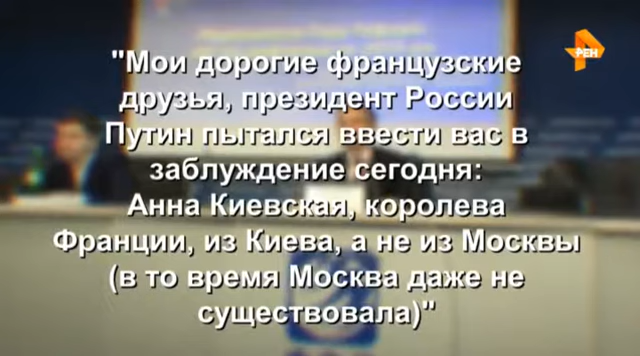 РЕН
"Мои дорогие французские
друзья, президент России
Путин пытался ввести вас в
заблуждение сегодня:
Анна Киевская, королева
Франции, из Киева, а не из Москвы
(в то время Москва даже не
существовала)"